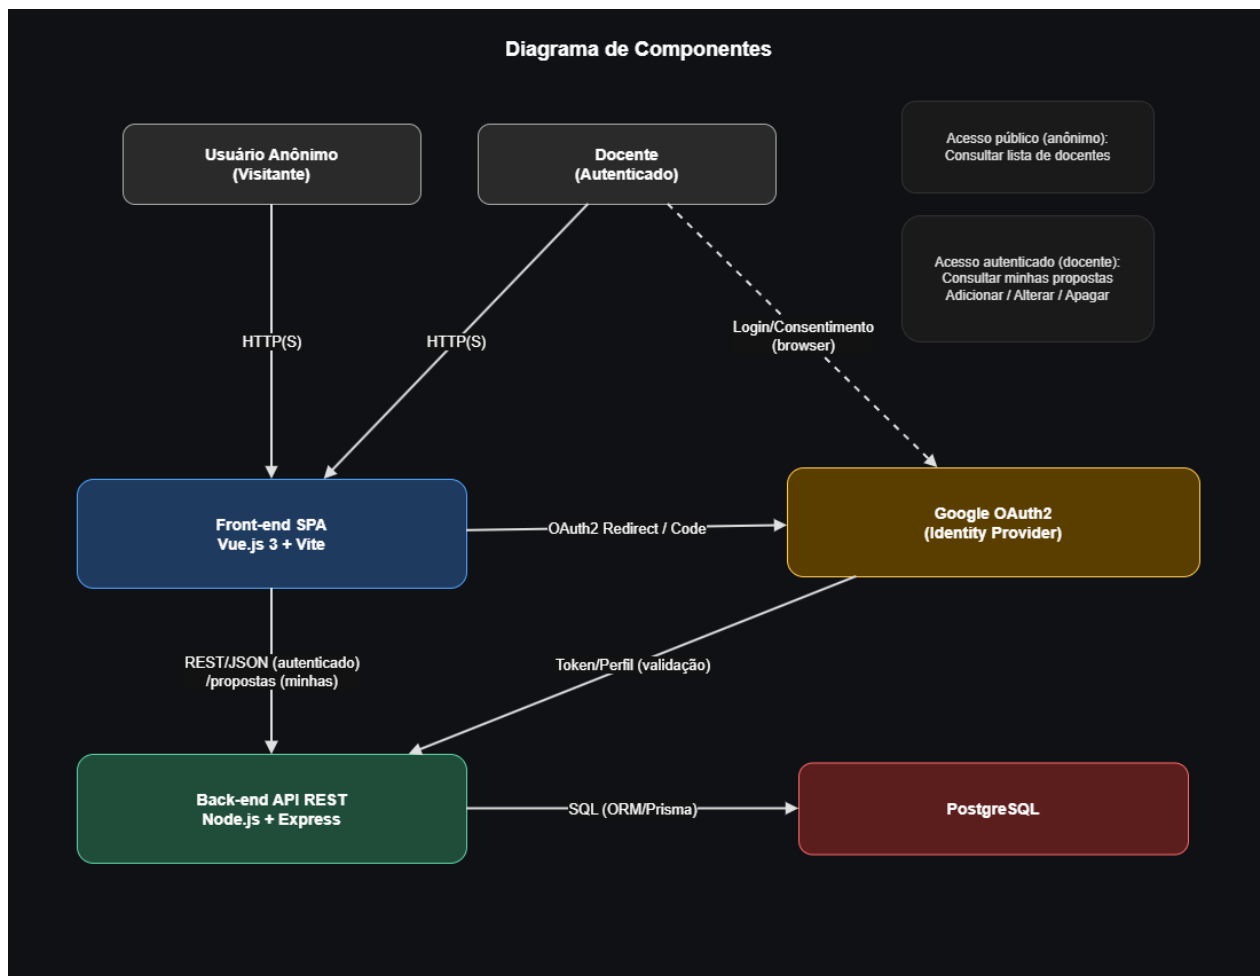 Diagrama de Componentes
Usuário Anônimo
(Visitante)
Docente
(Autenticado)
Acesso público (anônimo):
Consultar lista de docentes
Acesso autenticado (docente):
Consultar minhas propostas
Adicionar / Alterar / Apagar
HTTP(S)
HTTP(S)
Login/Consentimento
(browser)
Front-end SPA
Vue.js 3 + Vite
OAuth2 Redirect / Code
Google OAuth2
(Identity Provider)
REST/JSON (autenticado)
/propostas (minhas)
Token/Perfil (validação)
Back-end API REST
Node.js + Express
SQL (ORM/Prisma)
PostgreSQL